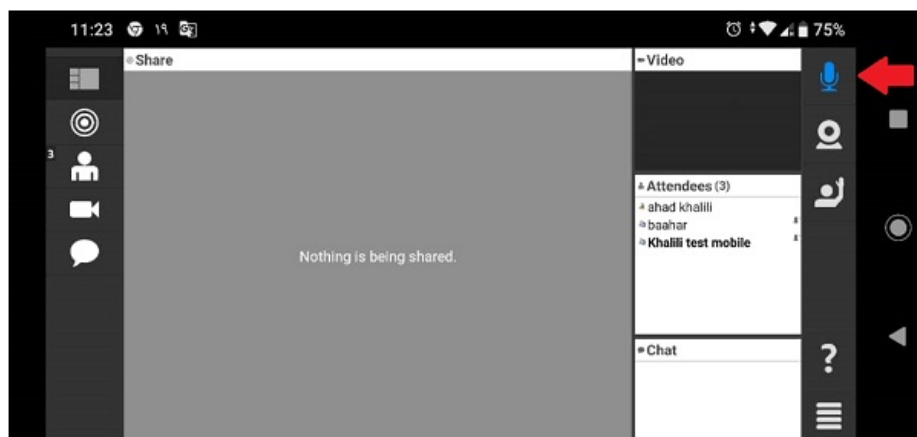 11:23 ۱۹ 75%
Share
Video
Attendees (3)
3
ahad khalili
baahar
Khalili test mobile
Nothing is being shared.
Chat
?